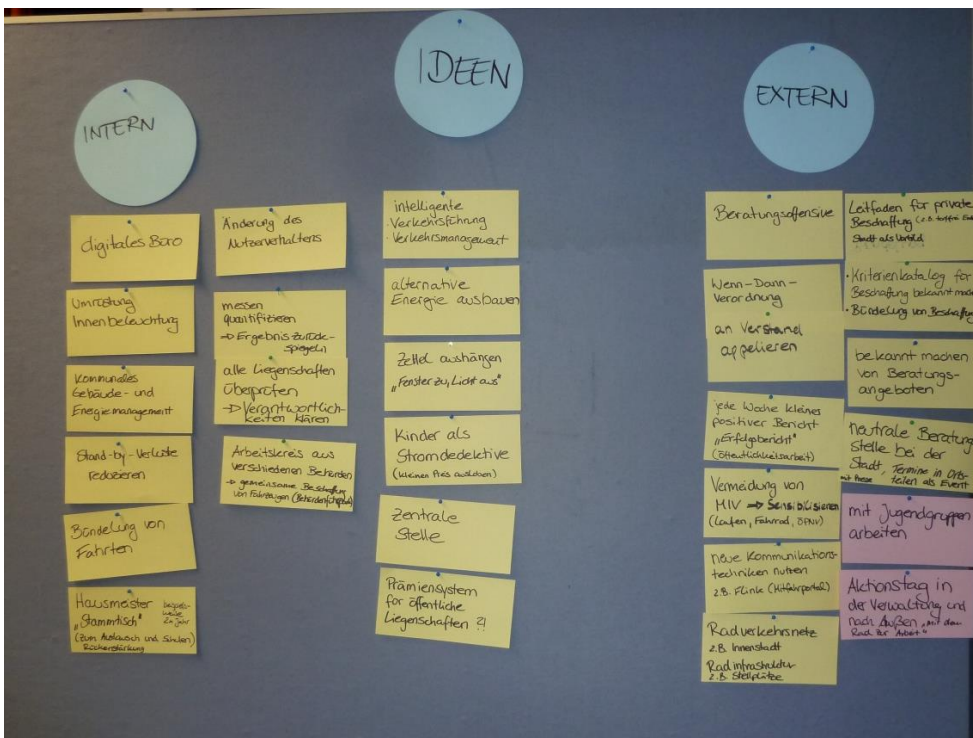 INTERN
IDEEN
EXTERN
digitales Büro
Umrüstung
Innenbeleuchtung
Kommunales
Gebäude- und
Energiemanagement
Stand-by-Verluste
reduzieren
Bündelung von
Fahrten
Hausmeister
"Stammtisch"
(zum Austausch und Schulen)
Rückenstärkung
Änderung des
Nutzerverhaltens
messen
quantifizieren
→ Ergebnis zurück-
spiegeln
alle Liegenschaften
überprüfen
→ Verantwortlich-
keiten klären
Arbeitskreis aus
verschiedenen Behörden
→ gemeinsame Beschaffung
von Fahrzeugen
intelligente
- Verkehrsführung
- Verkehrsmanagement
alternative
Energie ausbauen
Zettel aushängen
"Fenster zu, Licht aus"
Kinder als
Stromdedektive
(kleinen Preis ausloben)
Zentrale
Stelle
Prämiensystem
für öffentliche
Liegenschaften ?!
Beratungsoffensive
Wenn-Dann-
Verordnung
an Verstand
appelieren
jede Woche kleines
positiver Bericht
"Erfolgsbericht"
(Öffentlichkeitsarbeit)
Vermeidung von
MIV → Sensibilisieren
(Laufen, Fahrrad, ÖPNV)
neue Kommunikations-
techniken nutzen
z.B. Flinc (Mitfahrportal)
Radverkehrsnetz
z.B. Innenstadt
Radinfrastruktur
z.B. Stellplätze
Leitfaden für private
Beschaffung (z.B.
Stadt als Vorbild
• Kriterienkatalog für
Beschaffung bekannt
• Bündelung von
bekannt machen
von Beratungs-
angeboten
neutrale Beratung
Stelle bei der
Stadt, Termine in Orts-
mit Presse teilen als Event
mit Jugendgruppen
arbeiten
Aktionstag in
der Verwaltung und
nach Außen "mit dem
Rad zur Arbeit"